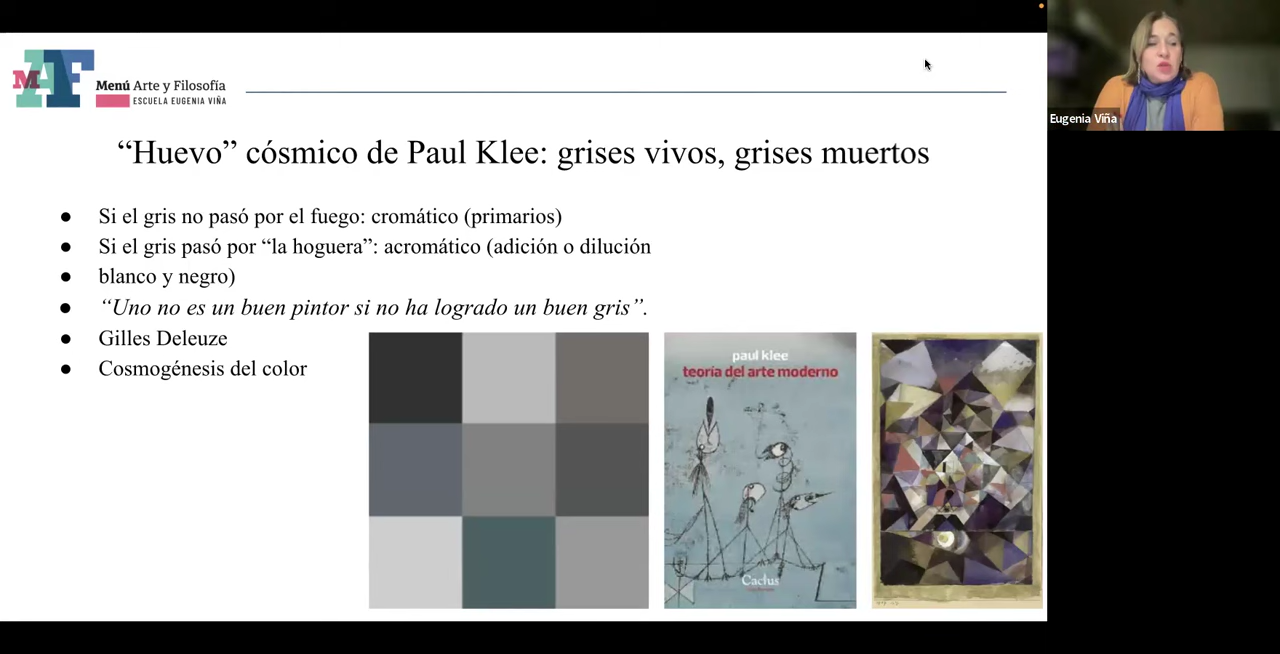 MAF
Menú Arte y Filosofía
ESCUELA EUGENIA VIÑA
Eugenia Viña
“Huevo” cósmico de Paul Klee: grises vivos, grises muertos
● Si el gris no pasó por el fuego: cromático (primarios)
● Si el gris pasó por “la hoguera”: acromático (adición o dilución
● blanco y negro)
● “Uno no es un buen pintor si no ha logrado un buen gris”.
● Gilles Deleuze
● Cosmogénesis del color
paul klee
teoría del arte moderno
Cactus